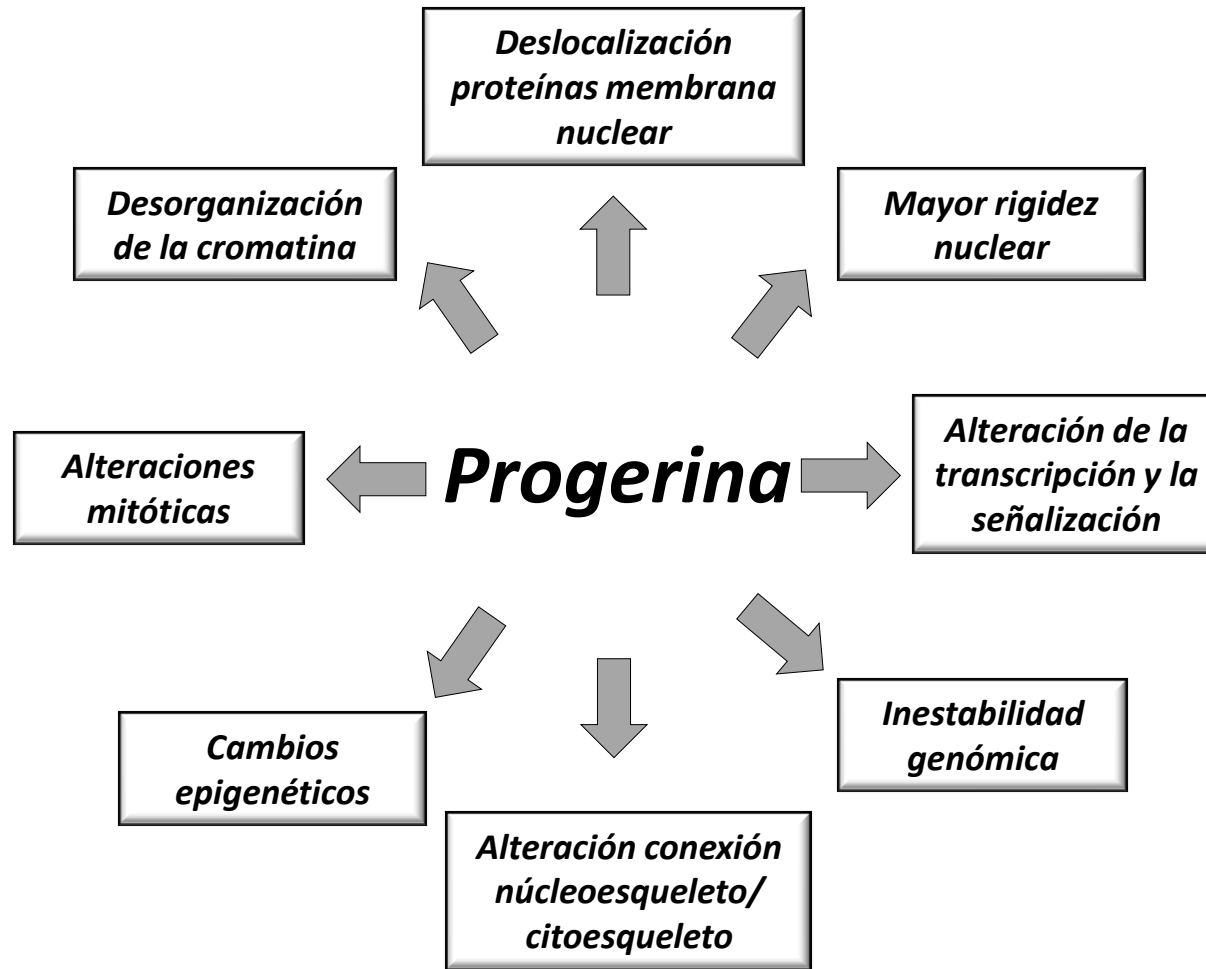 Deslocalización
proteínas membrana
nuclear
Desorganización
de la cromatina
Mayor rigidez
nuclear
Alteraciones
mitóticas
Progerina
Alteración de la
transcripción y la
señalización
Cambios
epigenéticos
Inestabilidad
genómica
Alteración conexión
núcleoesqueleto/
citoesqueleto